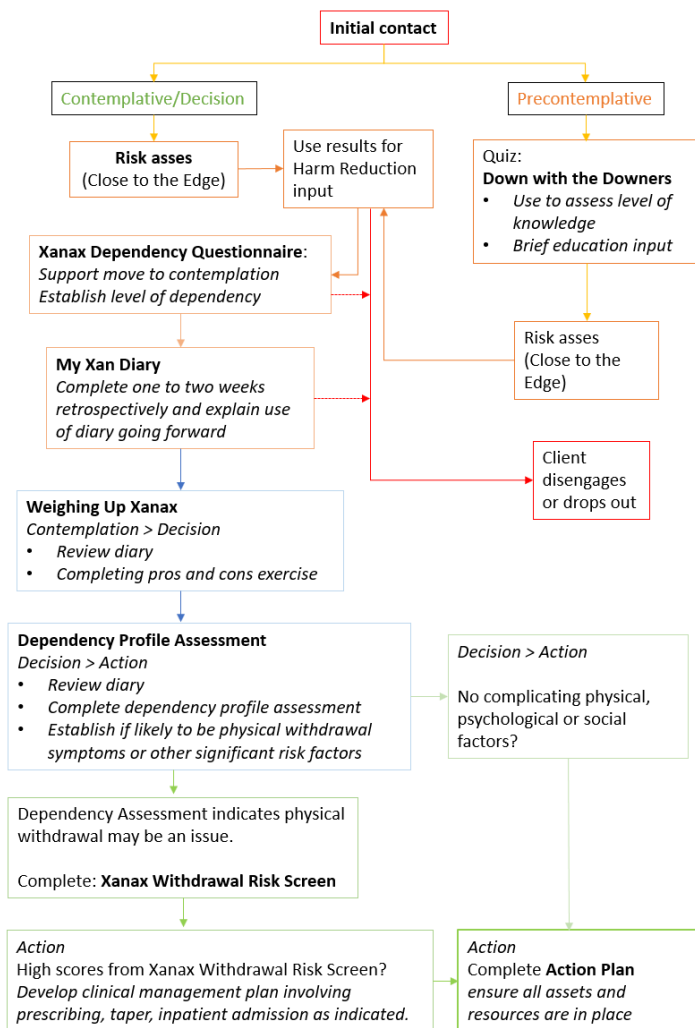 Initial contact
Contemplative/Decision
Precontemplative
Risk asses
(Close to the Edge)
Use results for
Harm Reduction
input
Quiz:
Down with the Downers
• Use to assess level of
knowledge
• Brief education input
Xanax Dependency Questionnaire:
Support move to contemplation
Establish level of dependency
Risk asses
(Close to the
Edge)
My Xan Diary
Complete one to two weeks
retrospectively and explain use
of diary going forward
Client
disengages
or drops out
Weighing Up Xanax
Contemplation > Decision
• Review diary
• Completing pros and cons exercise
Dependency Profile Assessment
Decision > Action
• Review diary
• Complete dependency profile assessment
• Establish if likely to be physical withdrawal
symptoms or other significant risk factors
Decision > Action
No complicating physical,
psychological or social
factors?
Dependency Assessment indicates physical
withdrawal may be an issue.
Complete: Xanax Withdrawal Risk Screen
Action
High scores from Xanax Withdrawal Risk Screen?
Develop clinical management plan involving
prescribing, taper, inpatient admission as indicated.
Action
Complete Action Plan
ensure all assets and
resources are in place